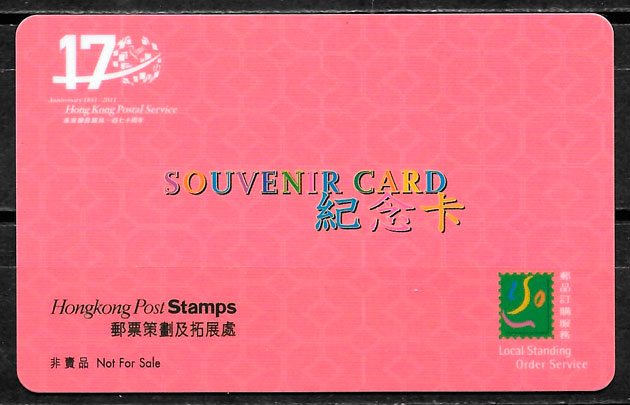 17
Anniversary 1841-2011
Hong Kong Postal Service
香港郵政服務一百七十周年
SOUVENIR CARD
紀念卡
Hongkong Post Stamps
郵票策劃及拓展處
非賣品 Not For Sale
郵品訂購服務
Local Standing
Order Service